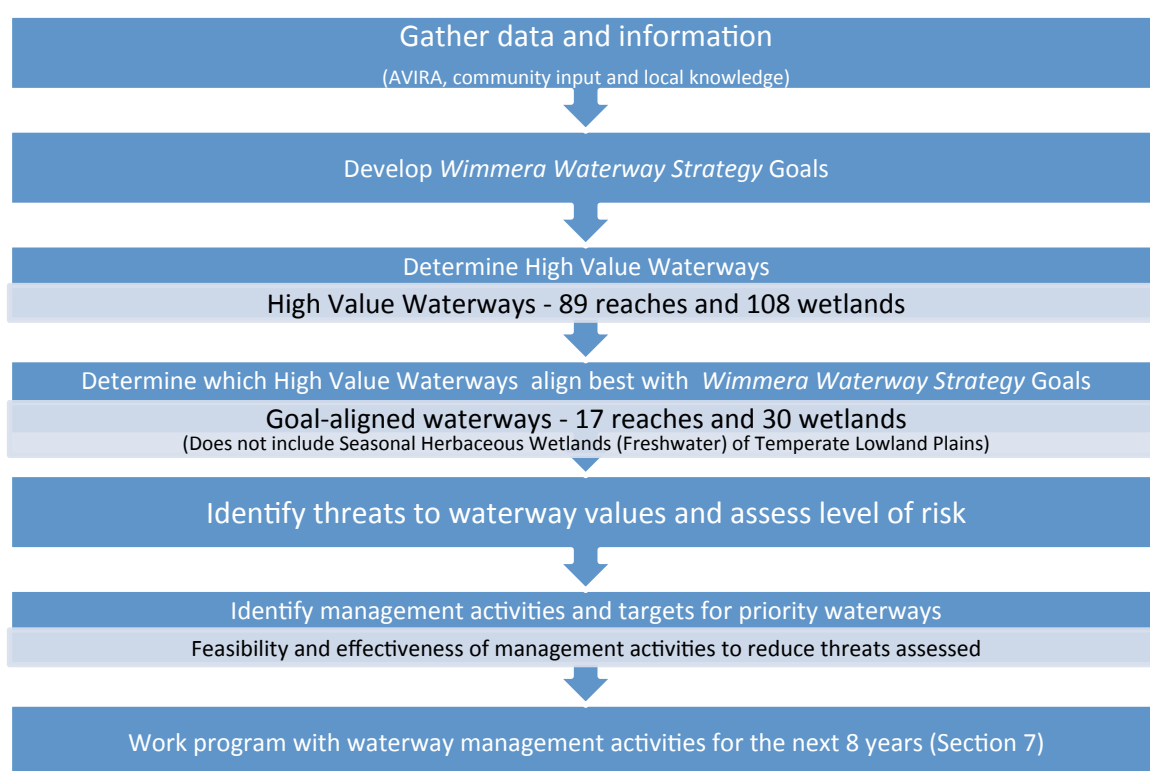 Gather data and information
(AVIRA, community input and local knowledge)
Develop Wimmera Waterway Strategy Goals
Determine High Value Waterways
High Value Waterways - 89 reaches and 108 wetlands
Determine which High Value Waterways align best with Wimmera Waterway Strategy Goals
Goal-aligned waterways - 17 reaches and 30 wetlands
(Does not include Seasonal Herbaceous Wetlands (Freshwater) of Temperate Lowland Plains)
Identify threats to waterway values and assess level of risk
Identify management activities and targets for priority waterways
Feasibility and effectiveness of management activities to reduce threats assessed
Work program with waterway management activities for the next 8 years (Section 7)